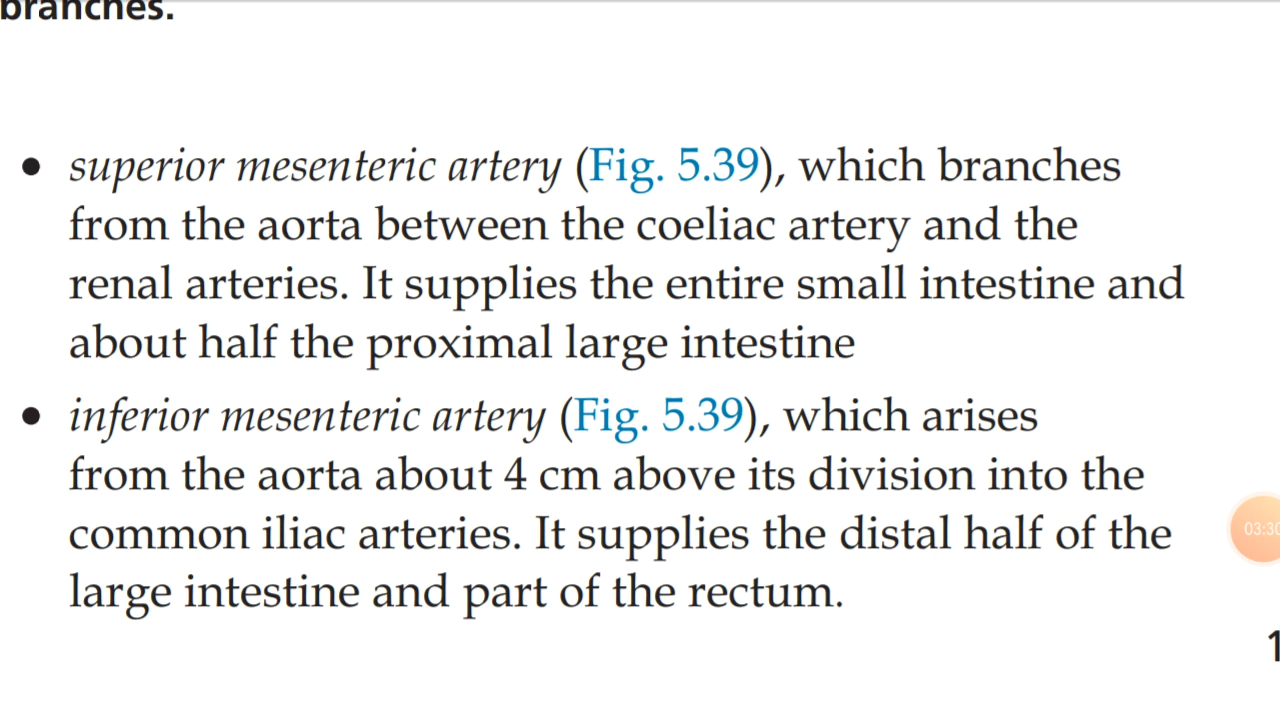 branches.
• superior mesenteric artery (Fig. 5.39), which branches
from the aorta between the coeliac artery and the
renal arteries. It supplies the entire small intestine and
about half the proximal large intestine
• inferior mesenteric artery (Fig. 5.39), which arises
from the aorta about 4 cm above its division into the
common iliac arteries. It supplies the distal half of the
03:30
large intestine and part of the rectum.
1